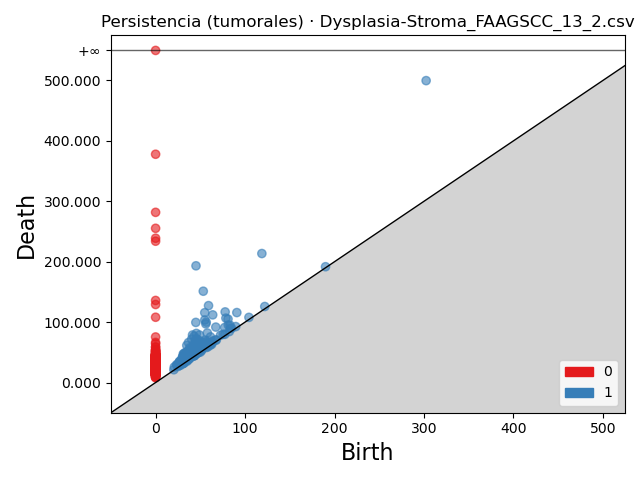 Persistencia (tumorales) · Dysplasia-Stroma_FAAGSCC_13_2.csv
+∞
500.000
400.000
300.000
200.000
100.000
0.000
Death
0
1
0 100 200 300 400 500
Birth